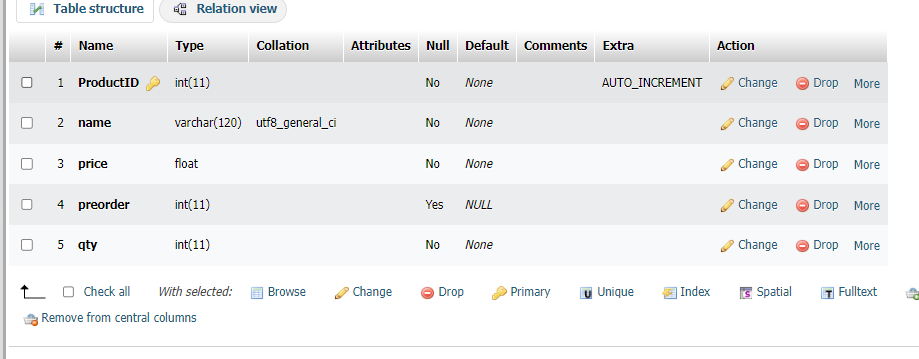 Table structure Relation view
# Name Type Collation Attributes Null Default Comments Extra Action
1 ProductID int(11) No None AUTO_INCREMENT Change Drop More
2 name varchar(120) utf8_general_ci No None Change Drop More
3 price float No None Change Drop More
4 preorder int(11) Yes NULL Change Drop More
5 qty int(11) No None Change Drop More
Check all With selected: Browse Change Drop Primary Unique Index Spatial Fulltext
Remove from central columns